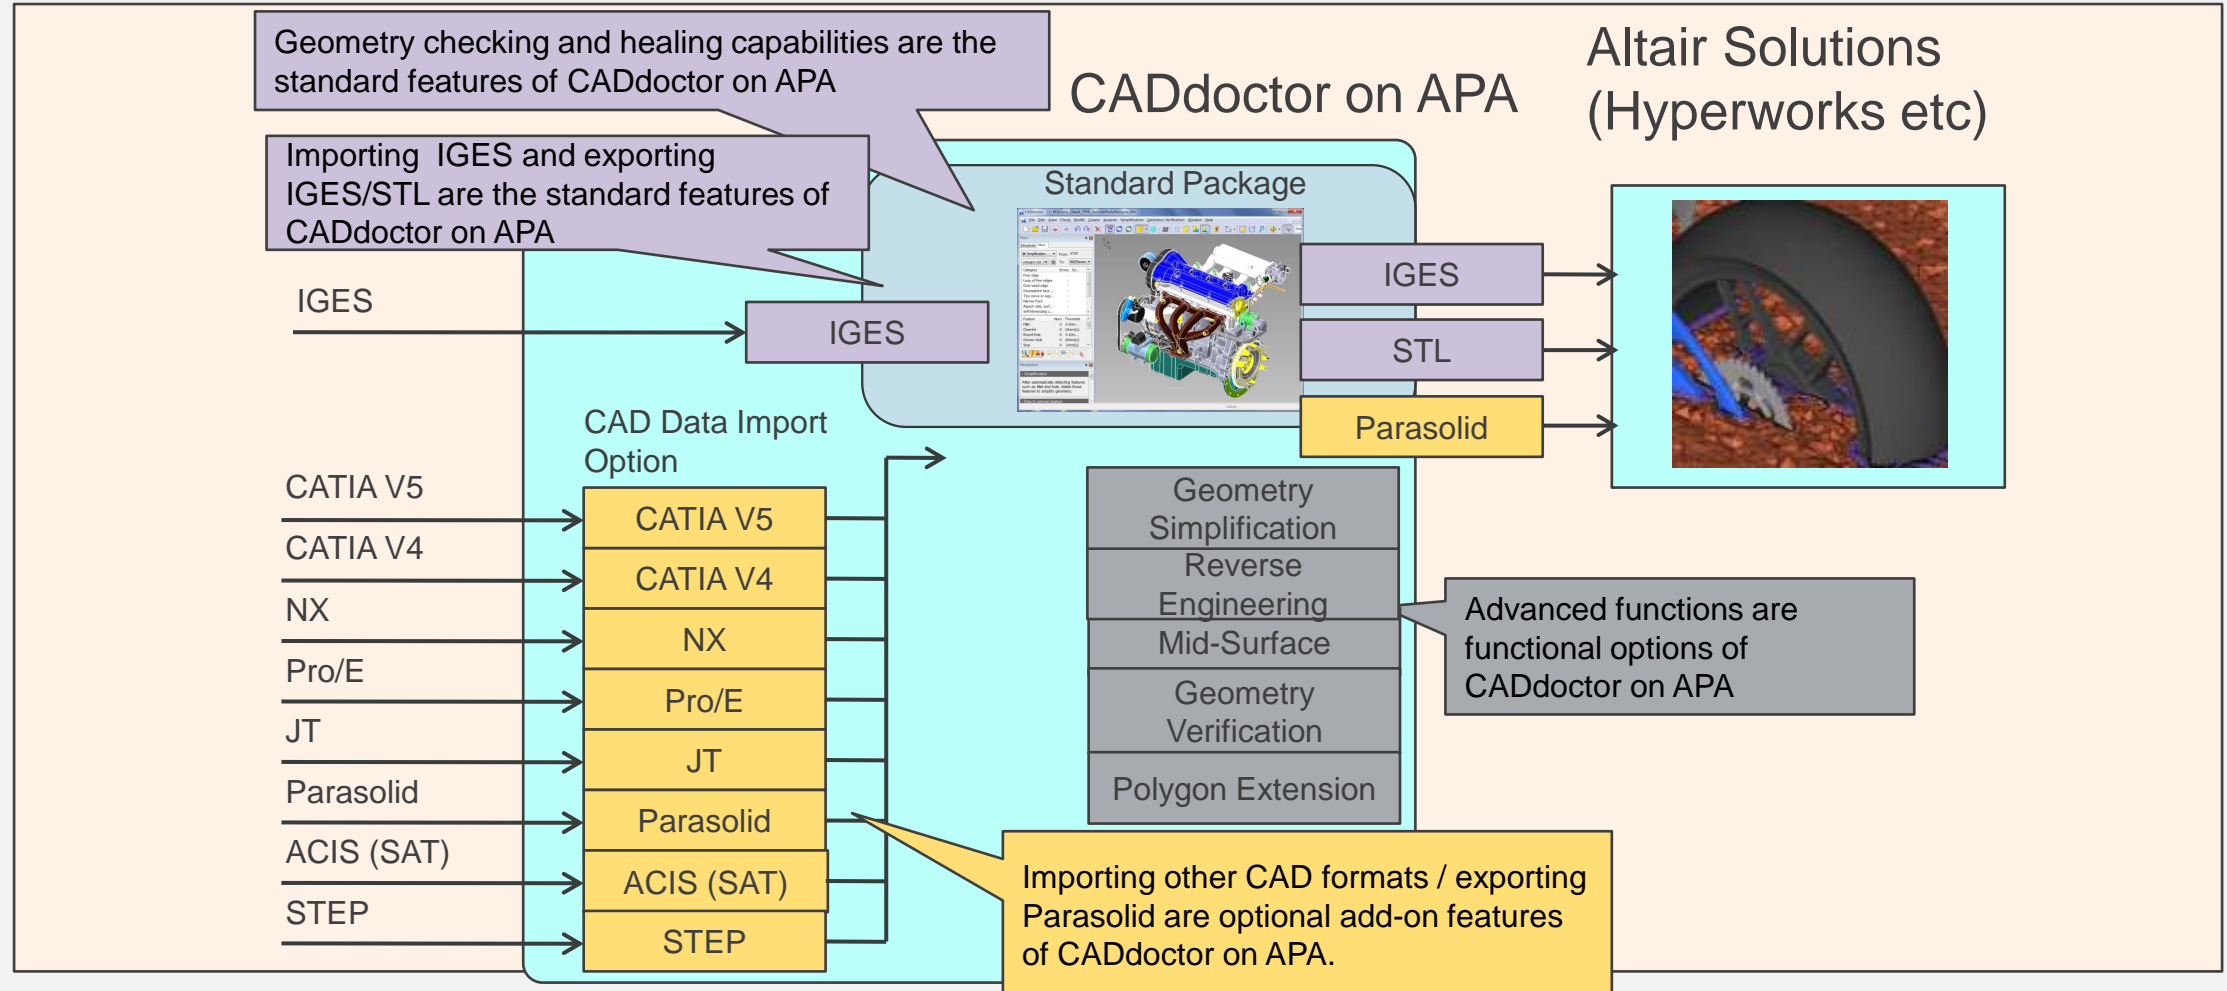 Geometry checking and healing capabilities are the
standard features of CADdoctor on APA
CADdoctor on APA
Altair Solutions
(Hyperworks etc)
Importing IGES and exporting
IGES/STL are the standard features of
CADdoctor on APA
Standard Package
IGES
IGES
IGES
STL
Parasolid
CAD Data Import
Option
CATIA V5
CATIA V4
NX
Pro/E
JT
Parasolid
ACIS (SAT)
STEP
CATIA V5
CATIA V4
NX
Pro/E
JT
Parasolid
ACIS (SAT)
STEP
Geometry
Simplification
Reverse
Engineering
Mid-Surface
Geometry
Verification
Polygon Extension
Advanced functions are
functional options of
CADdoctor on APA
Importing other CAD formats / exporting
Parasolid are optional add-on features
of CADdoctor on APA.